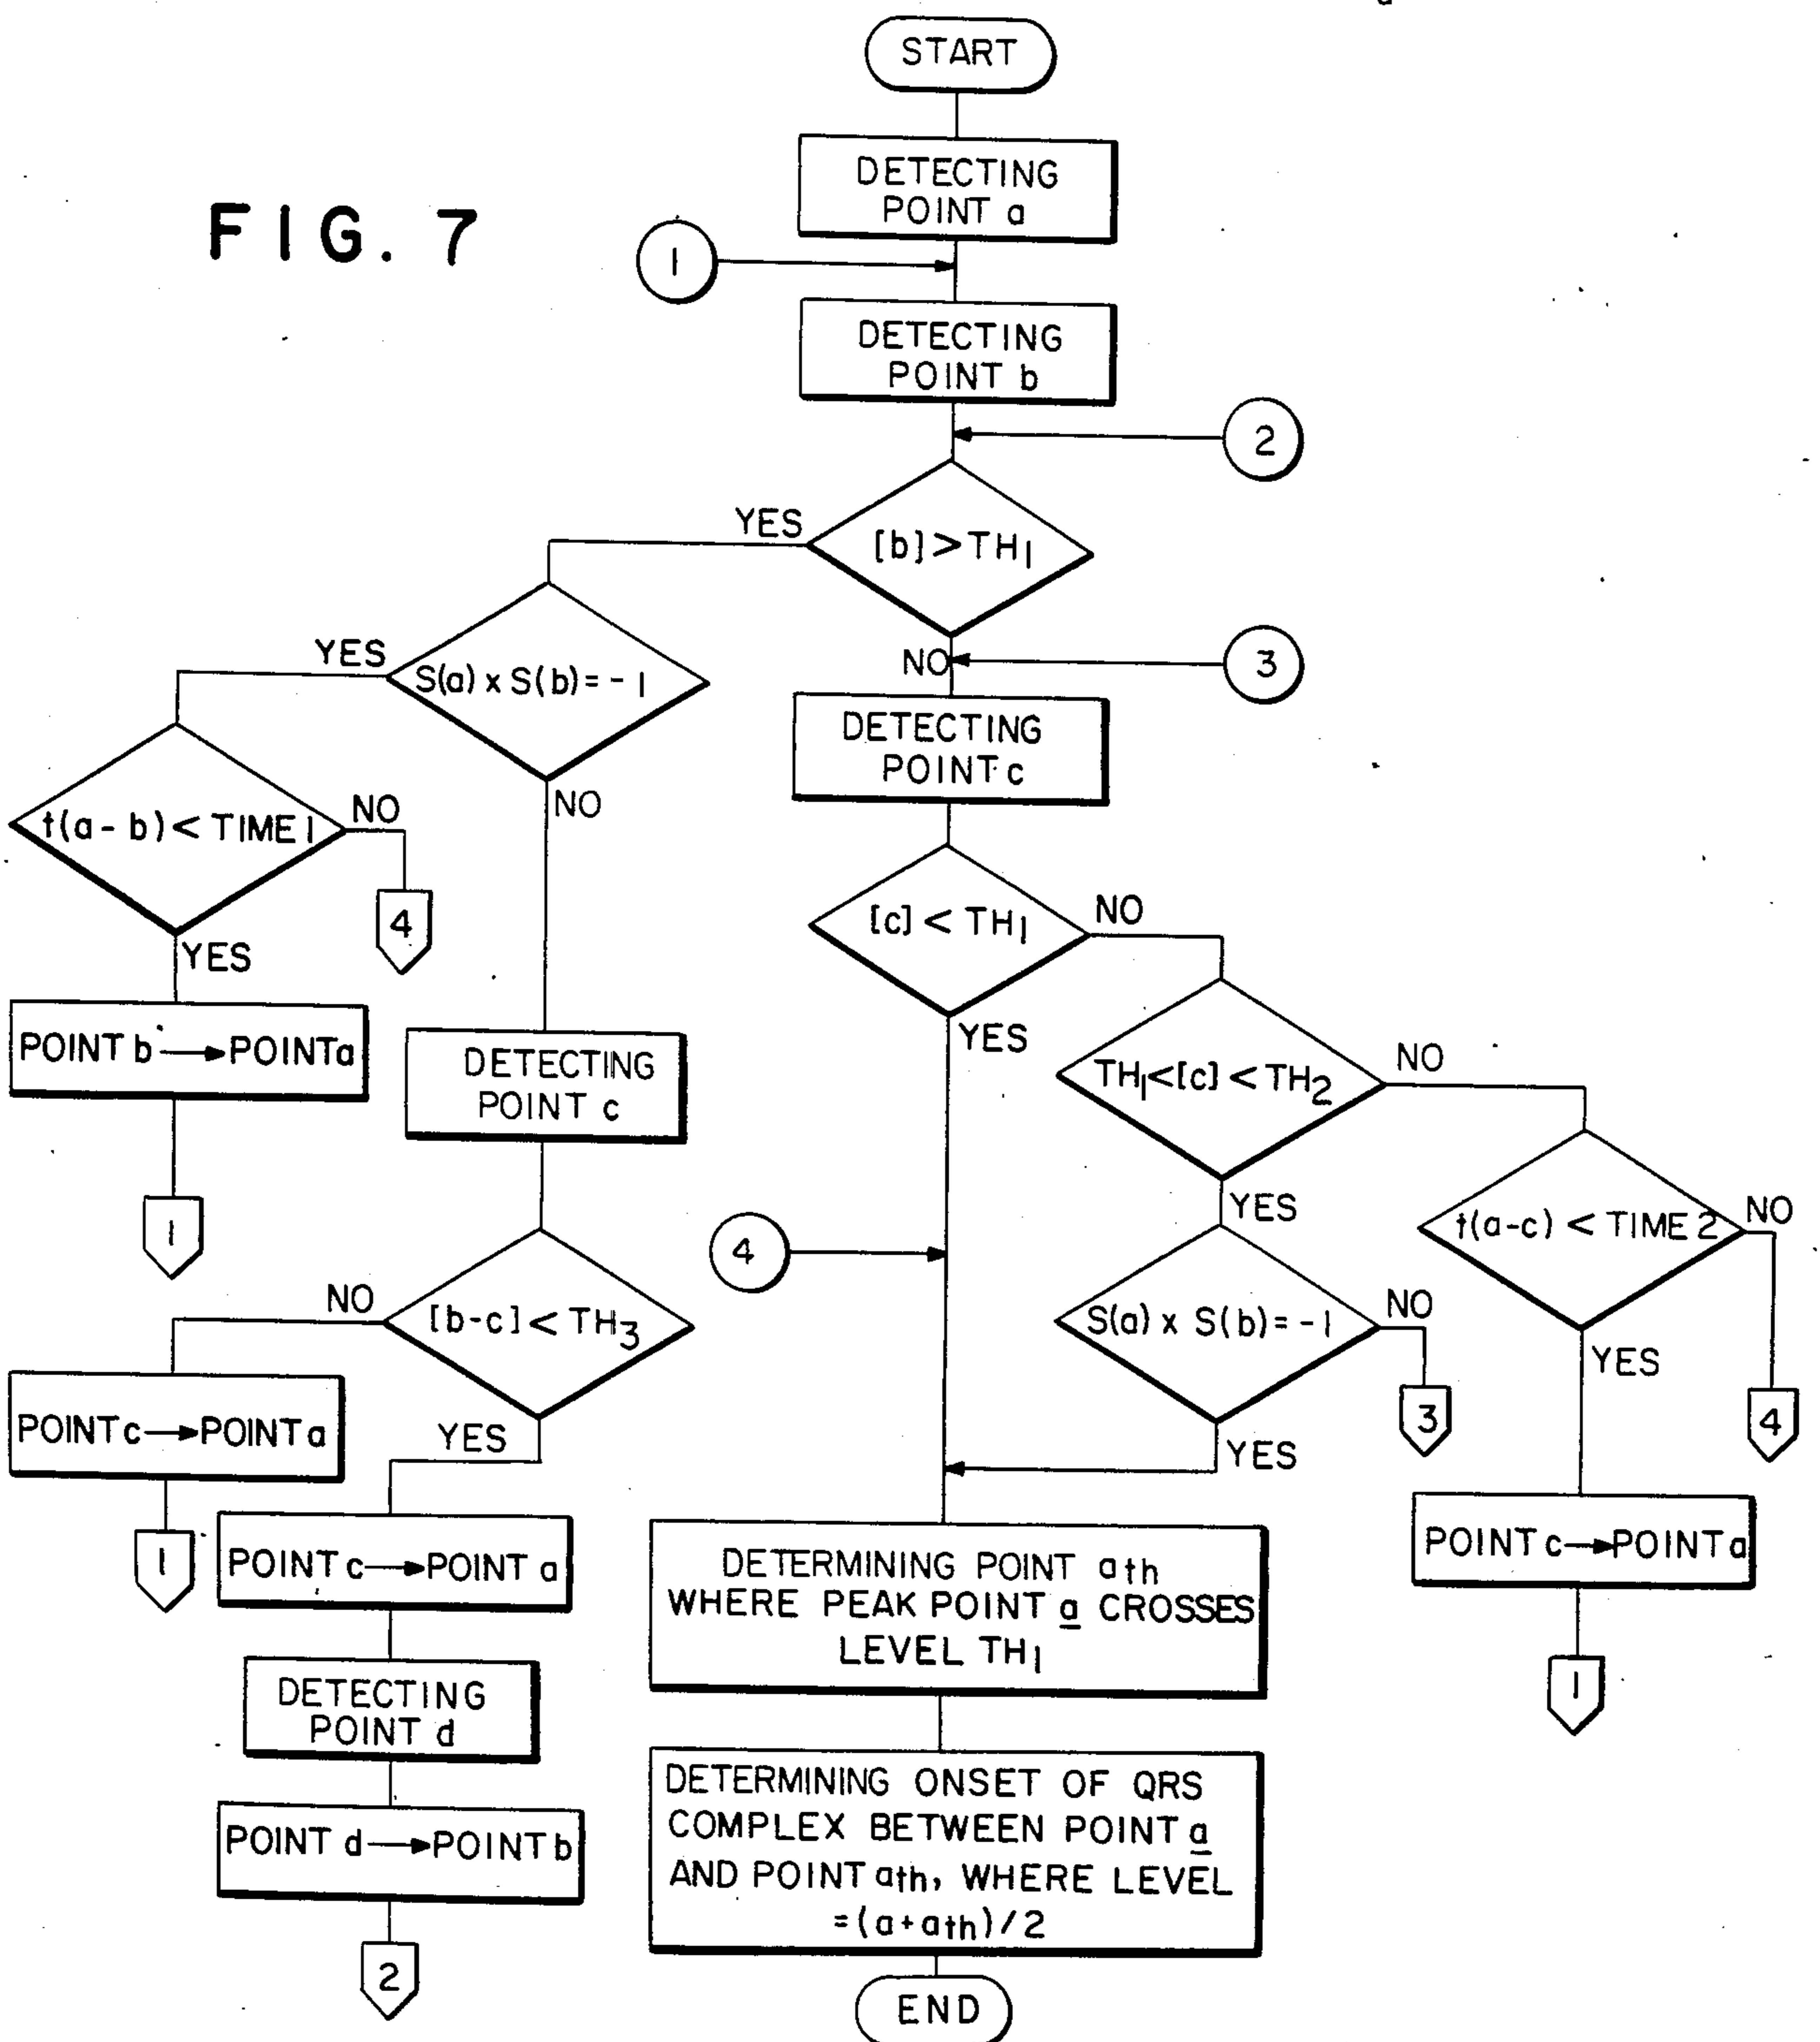 START
DETECTING
POINT a
FIG. 7
1
DETECTING
POINT b
2
YES
[b] > TH1
YES
S(a) x S(b) = - 1
NO
3
DETECTING
POINT c
t(a - b) < TIME 1
NO
NO
4
[c] < TH1
NO
YES
POINT b → POINT a
YES
DETECTING
POINT c
TH1 < [c] < TH2
NO
1
YES
t(a-c) < TIME 2
NO
4
NO
[b-c] < TH3
S(a) x S(b) = -1
NO
YES
3
4
POINT c → POINT a
YES
YES
1
POINT c → POINT a
DETERMINING POINT ath
WHERE PEAK POINT a CROSSES
LEVEL TH1
POINT c → POINT a
1
DETECTING
POINT d
DETERMINING ONSET OF QRS
COMPLEX BETWEEN POINT a
AND POINT ath, WHERE LEVEL
=(a+ath)/2
POINT d → POINT b
2
END